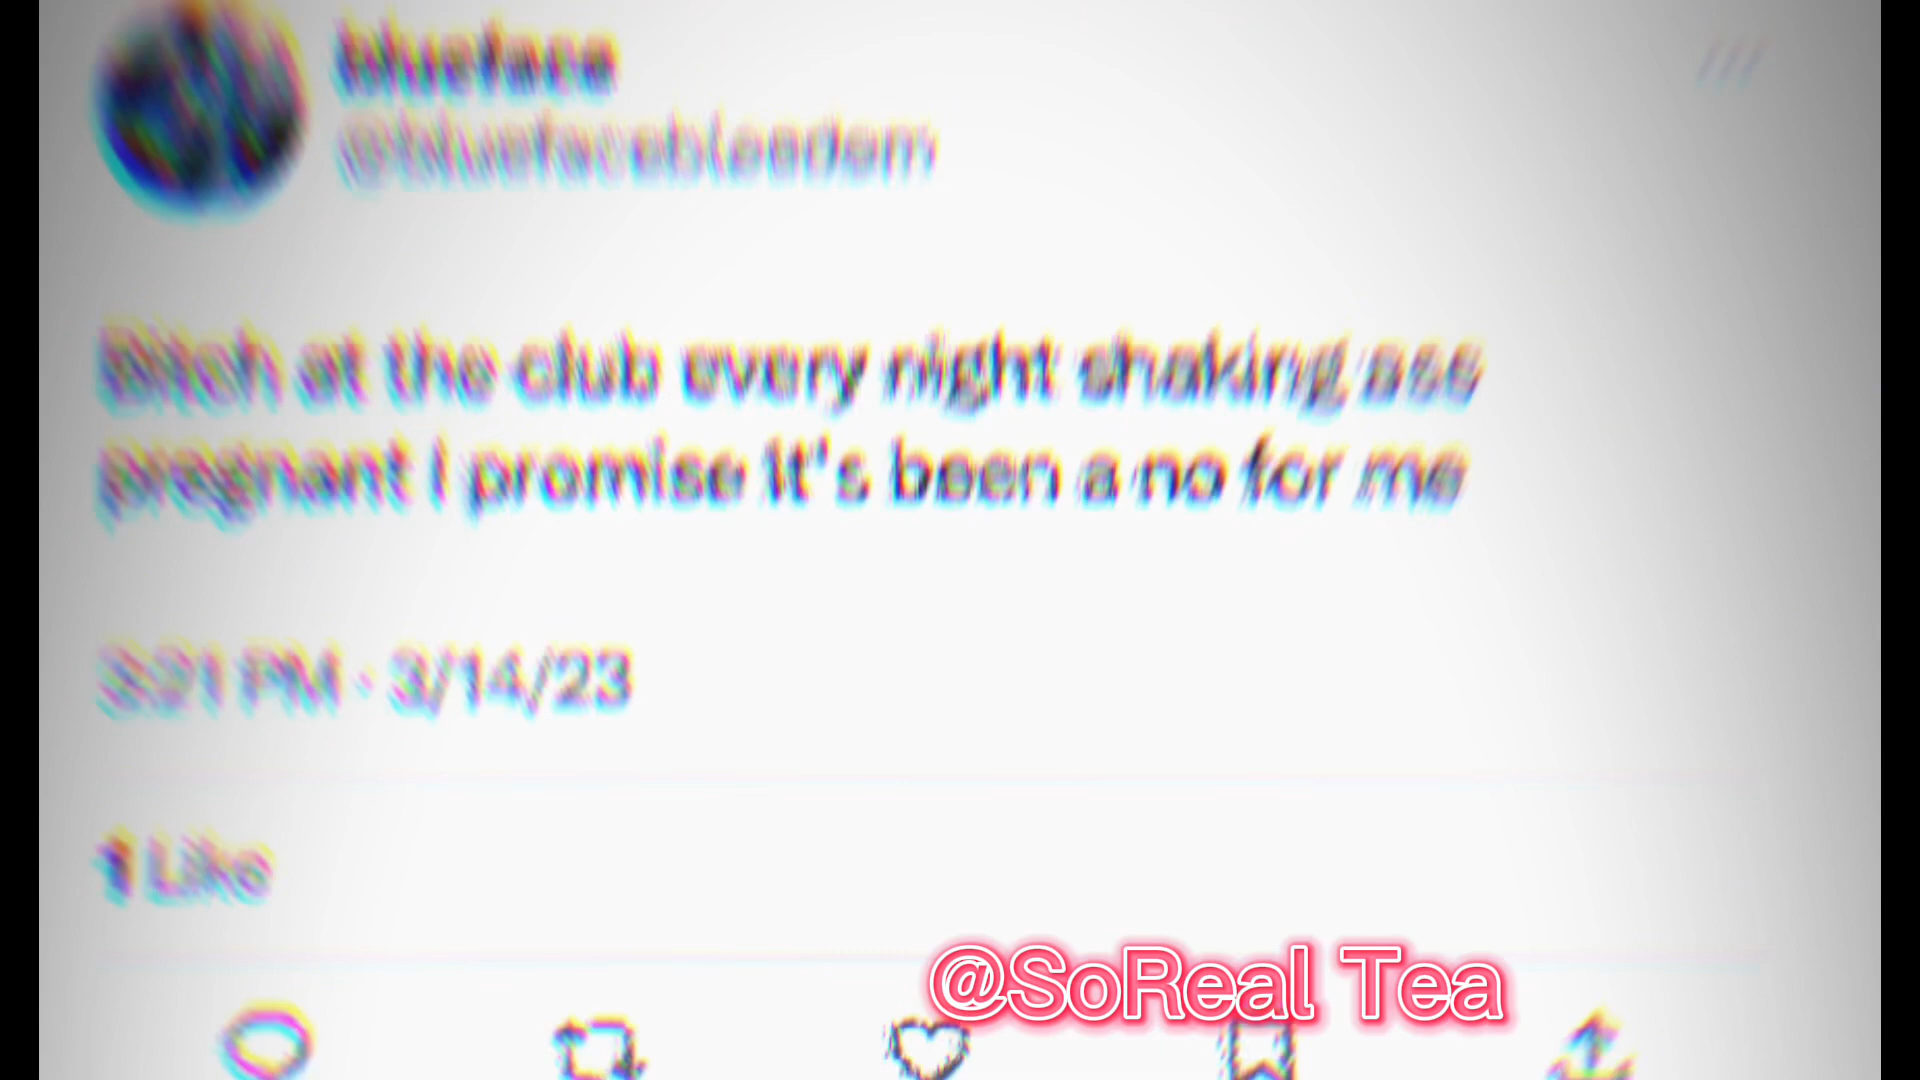 blueface
@bluefacebleedem
Bitch at the club every night shaking ass
pregnant I promise it's been a no for me
3:21 PM · 3/14/23
1 Like
@SoReal Tea